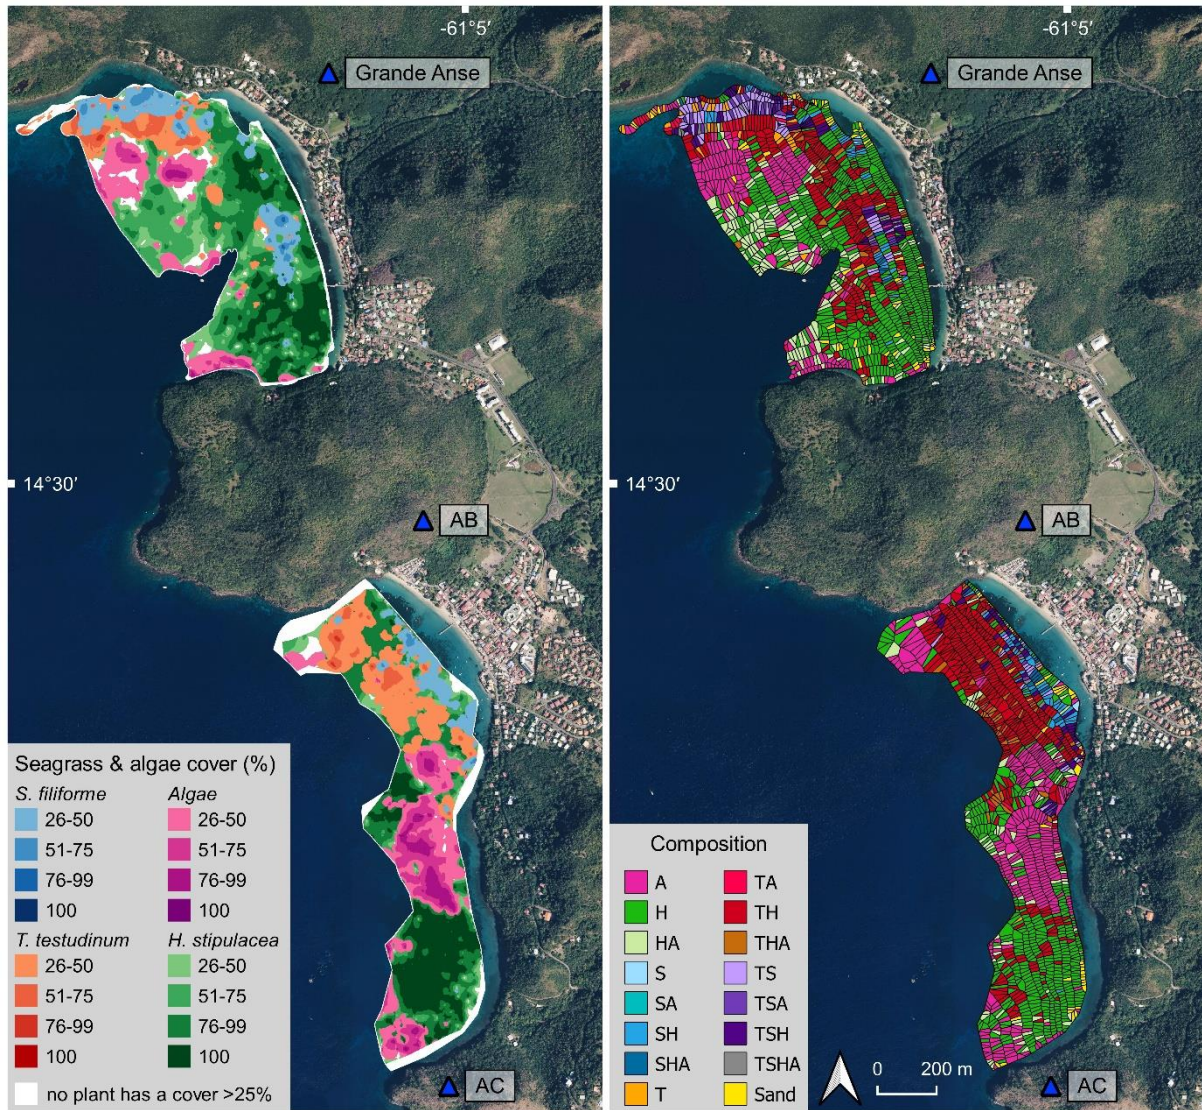 -61°5′
Grande Anse
14°30′
AB
Seagrass & algae cover (%)
S. filiforme Algae
26-50 26-50
51-75 51-75
76-99 76-99
100 100
T. testudinum H. stipulacea
26-50 26-50
51-75 51-75
76-99 76-99
100 100
no plant has a cover >25%
AC
-61°5′
Grande Anse
14°30′
AB
Composition
A TA
H TH
HA THA
S TS
SA TSA
SH TSH
SHA TSHA
T Sand
0 200 m
AC